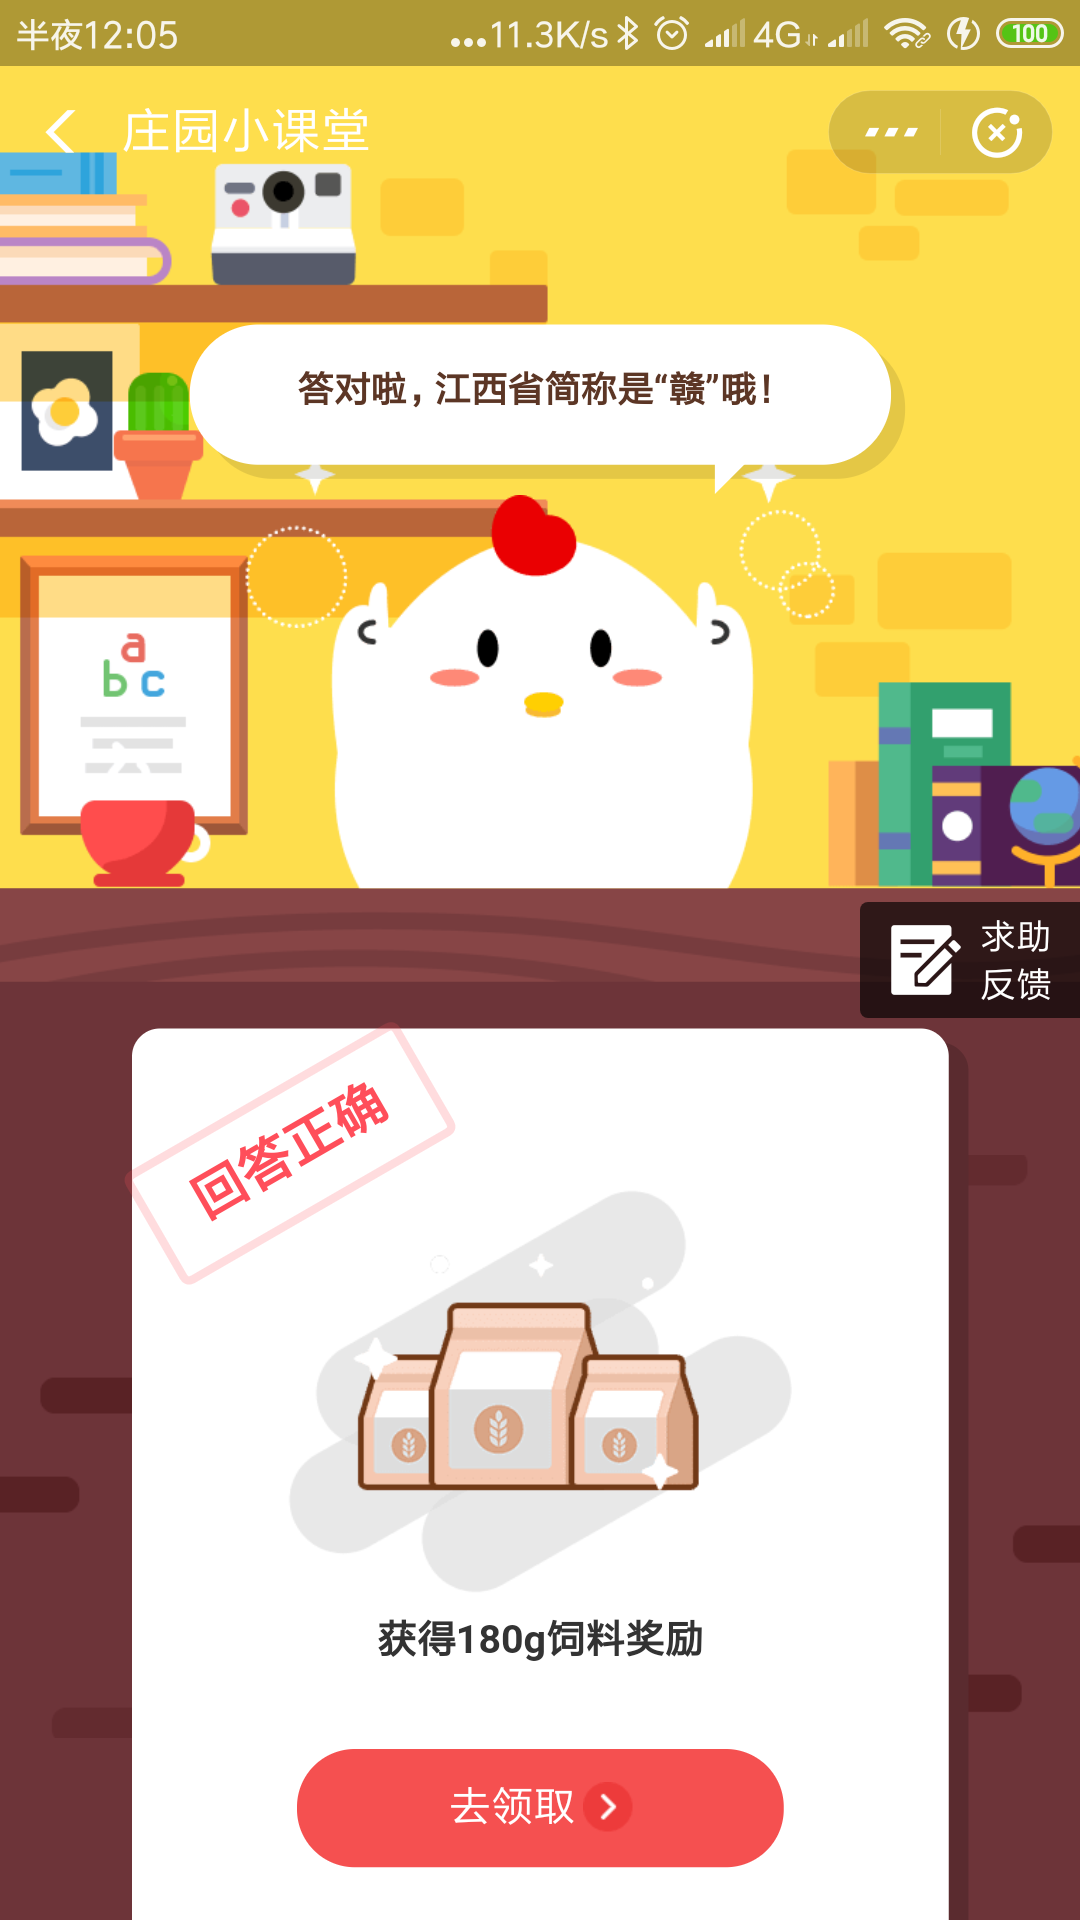 半夜12:05
...11.3K/s 4G 100
庄园小课堂
答对啦，江西省简称是“赣”哦！
a
b c
求助
反馈
回答正确
获得180g饲料奖励
去领取